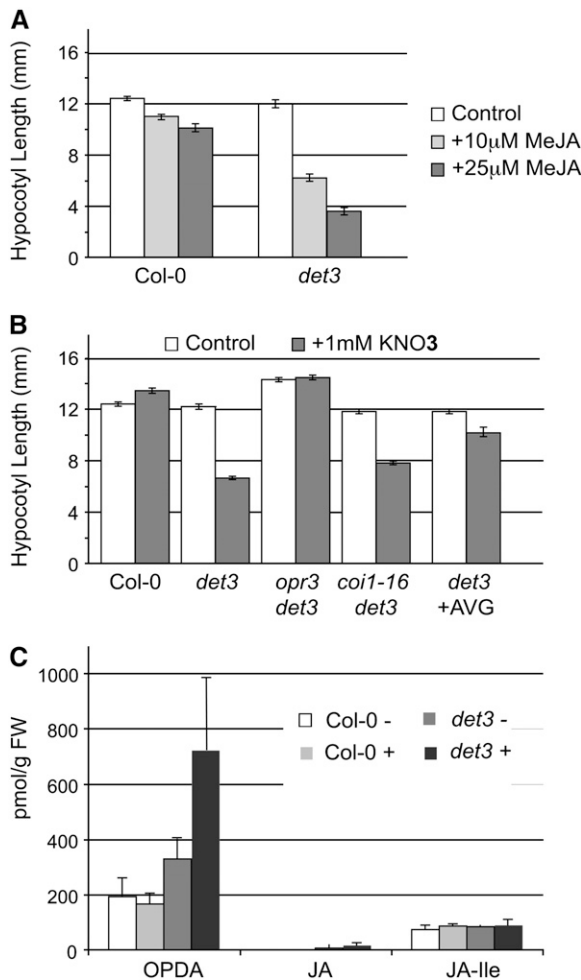 A
Hypocotyl Length (mm)
16
12
8
4
0
Col-0
det3
Control
+10μM MeJA
+25μM MeJA
B
Control
+1mM KNO3
Hypocotyl Length (mm)
16
12
8
4
0
Col-0
det3
opr3
det3
coi1-16
det3
det3
+AVG
C
pmol/g FW
1000
800
600
400
200
0
Col-0 -
det3 -
Col-0 +
det3 +
OPDA
JA
JA-Ile